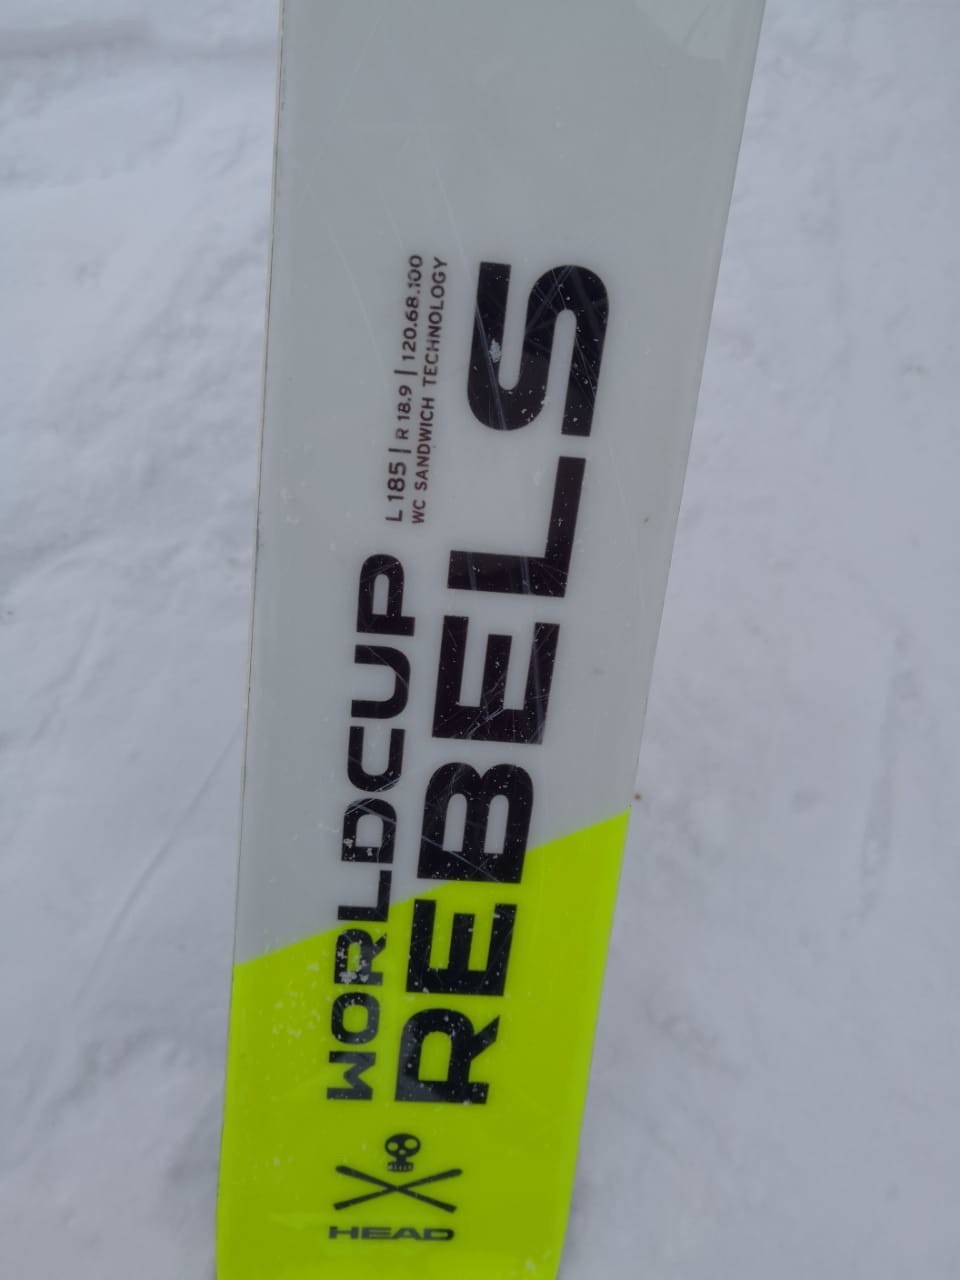 L 185 | R 18.9 | 120.68.100
WC SANDWICH TECHNOLOGY
WORLDCUP
REBELS
HEAD